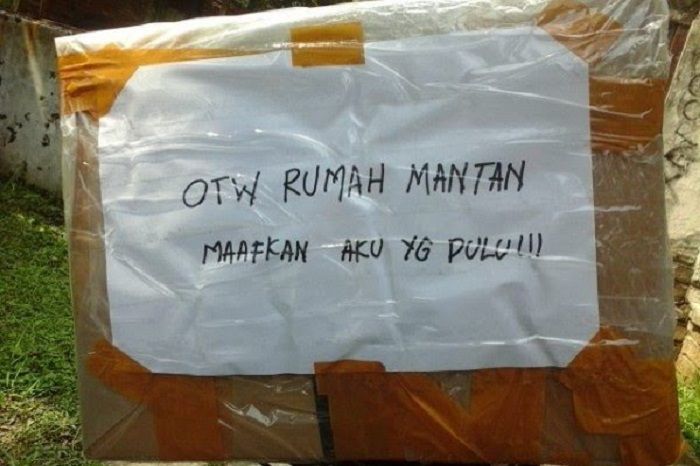 OTW RUMAH MANTAN
MAAFKAN AKU YG DULU!!!